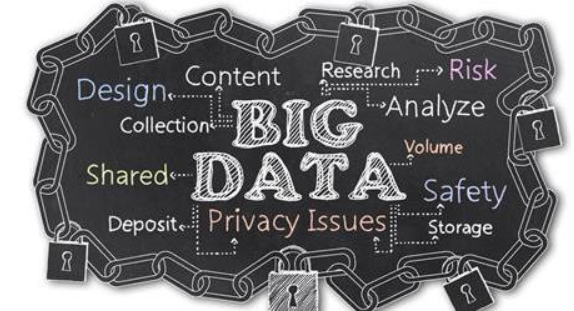 Content
Research
Risk
Design
BIG
Analyze
Collection
Volume
DATA
Shared
Safety
Deposit
Privacy Issues
Storage